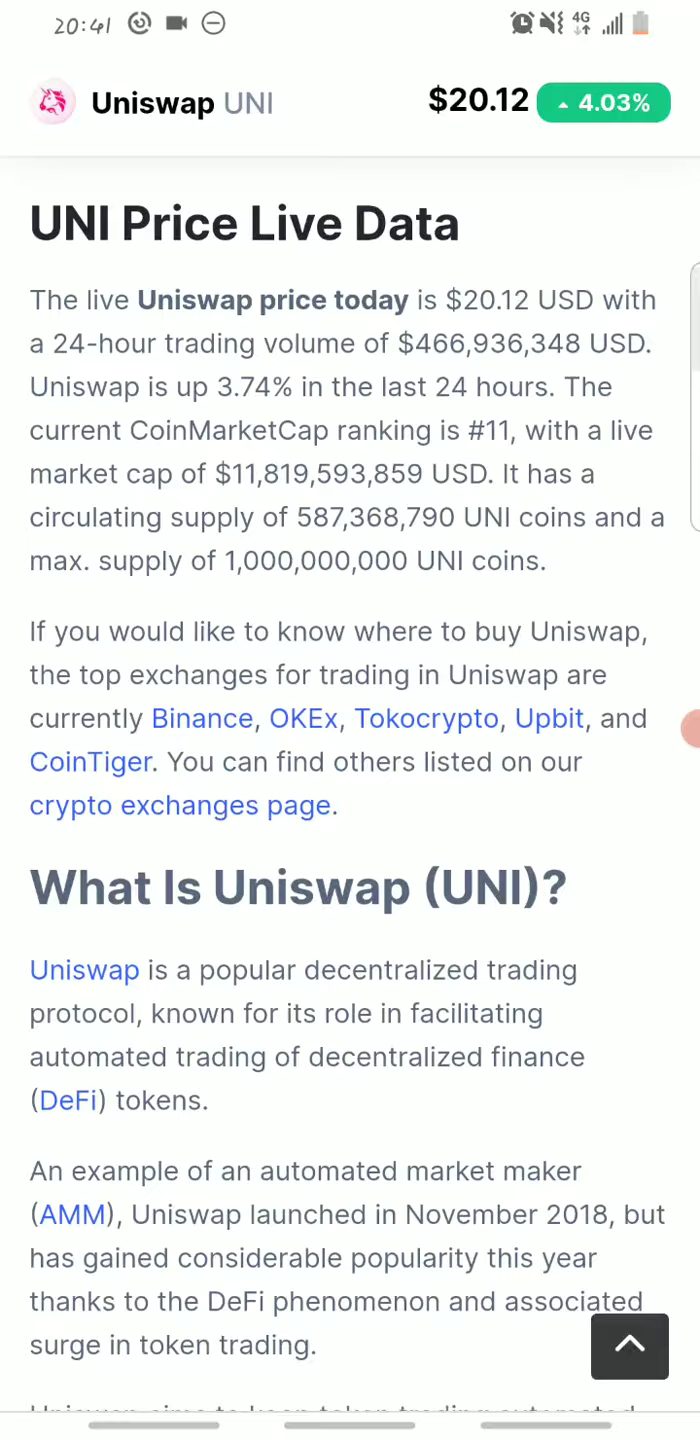 20:41
4G
Uniswap UNI
$20.12
4.03%
UNI Price Live Data
The live Uniswap price today is $20.12 USD with
a 24-hour trading volume of $466,936,348 USD.
Uniswap is up 3.74% in the last 24 hours. The
current CoinMarketCap ranking is #11, with a live
market cap of $11,819,593,859 USD. It has a
circulating supply of 587,368,790 UNI coins and a
max. supply of 1,000,000,000 UNI coins.
If you would like to know where to buy Uniswap,
the top exchanges for trading in Uniswap are
currently Binance, OKEx, Tokocrypto, Upbit, and
CoinTiger. You can find others listed on our
crypto exchanges page.
What Is Uniswap (UNI)?
Uniswap is a popular decentralized trading
protocol, known for its role in facilitating
automated trading of decentralized finance
(DeFi) tokens.
An example of an automated market maker
(AMM), Uniswap launched in November 2018, but
has gained considerable popularity this year
thanks to the DeFi phenomenon and associated
surge in token trading.